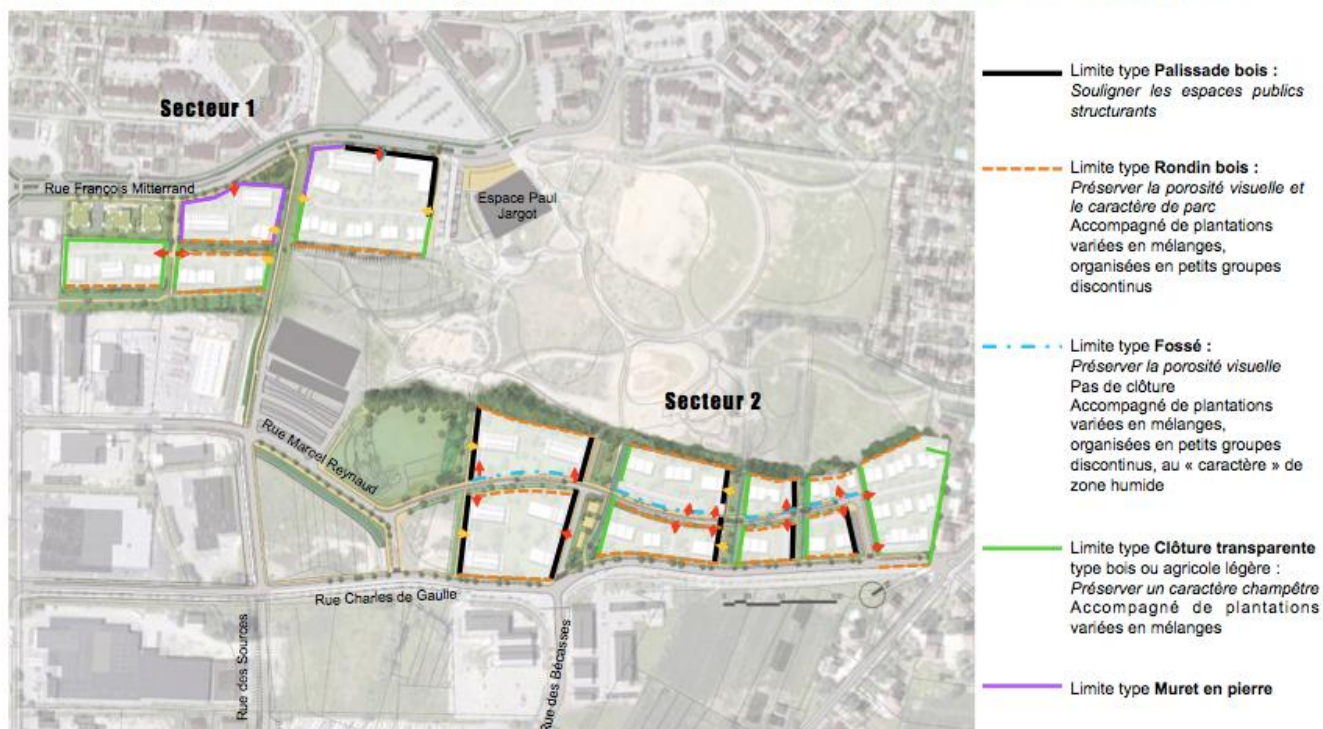 Secteur 1
Rue François Mitterrand
Espace Paul
Jargot
Secteur 2
Rue Marcel Reynaud
Rue Charles de Gaulle
Rue des Sources
Rue des Bécasses
Limite type Palissade bois :
Souligner les espaces publics
structurants
Limite type Rondin bois :
Préserver la porosité visuelle et
le caractère de parc
Accompagné de plantations
variées en mélanges,
organisées en petits groupes
discontinus
Limite type Fossé :
Préserver la porosité visuelle
Pas de clôture
Accompagné de plantations
variées en mélanges,
organisées en petits groupes
discontinus, au « caractère » de
zone humide
Limite type Clôture transparente
type bois ou agricole légère :
Préserver un caractère champêtre
Accompagné de plantations
variées en mélanges
Limite type Muret en pierre